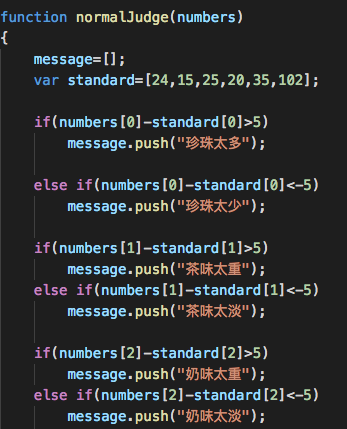 function normalJudge(numbers)
{
message=[];
var standard=[24,15,25,20,35,102];
if(numbers[0]-standard[0]>5)
message.push("珍珠太多");
else if(numbers[0]-standard[0]<-5)
message.push("珍珠太少");
if(numbers[1]-standard[1]>5)
message.push("茶味太重");
else if(numbers[1]-standard[1]<-5)
message.push("茶味太淡");
if(numbers[2]-standard[2]>5)
message.push("奶味太重");
else if(numbers[2]-standard[2]<-5)
message.push("奶味太淡");